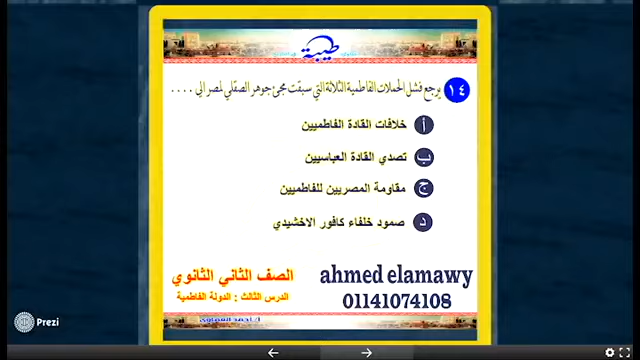 طيبة
١٤ يرجع فشل الحملات الفاطمية الثلاثة التي سبقت مجئ جوهر الصقلي لمصر إلى ....
أ خلافات القادة الفاطميين
ب تصدي القادة العباسيين
ج مقاومة المصريين للفاطميين
د صمود خلفاء كافور الاخشيدي
الصف الثاني الثانوي
ahmed elamawy
الدرس الثالث : الدولة الفاطمية
01141074108
Prezi